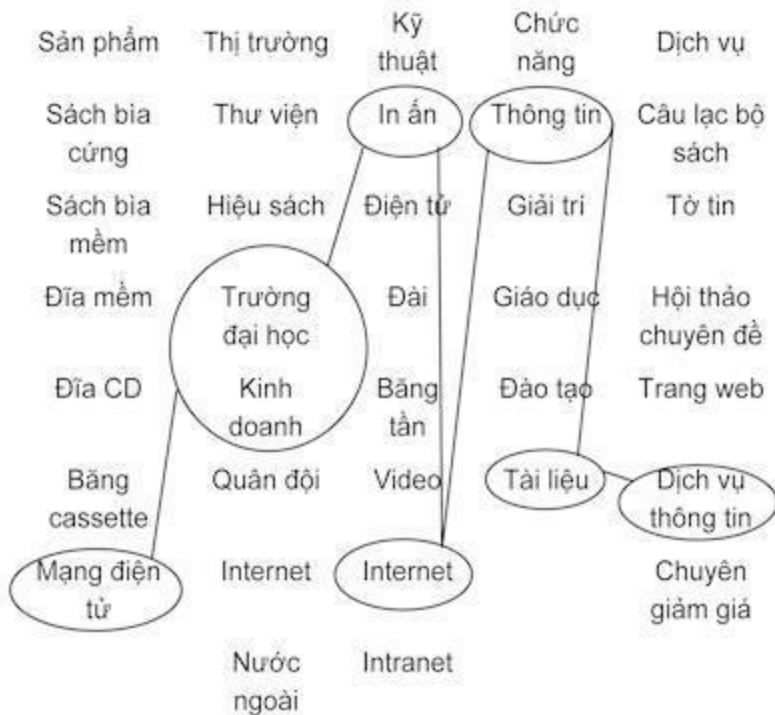 Sản phẩm Thị trường Kỹ thuật Chức năng Dịch vụ
Sách bìa cứng Thư viện In ấn Thông tin Câu lạc bộ sách
Sách bìa mềm Hiệu sách Điện tử Giải trí Tờ tin
Đĩa mềm Trường đại học Đài Giáo dục Hội thảo chuyên đề
Đĩa CD Kinh doanh Băng tần Đào tạo Trang web
Băng cassette Quân đội Video Tài liệu Dịch vụ thông tin
Mạng điện tử Internet Internet Chuyên giảm giá
Nước ngoài Intranet